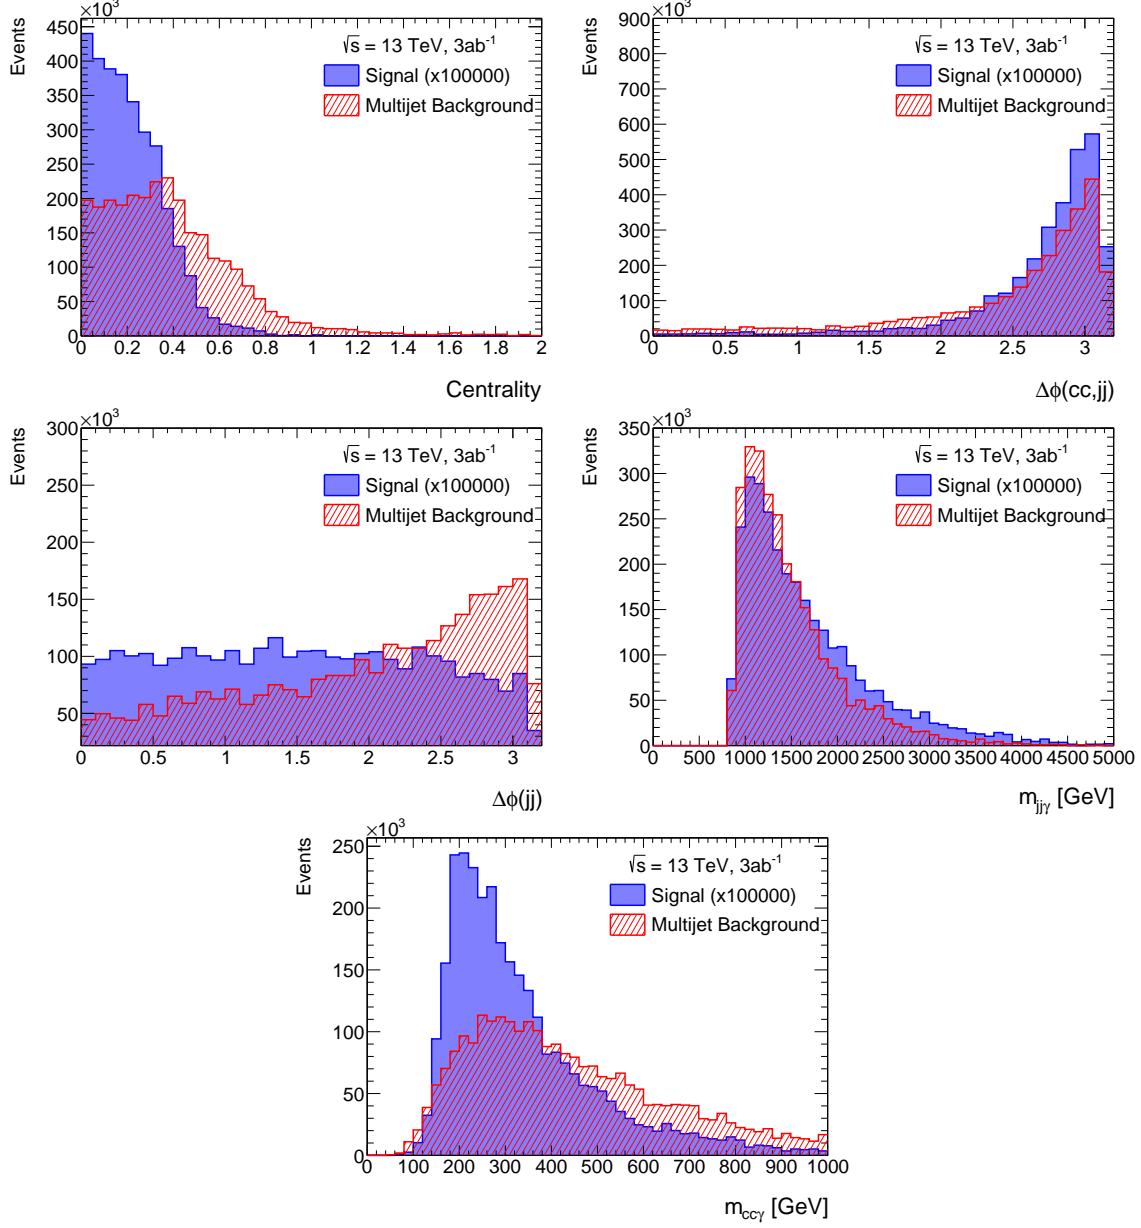 ×10³
Events
450
400
350
300
250
200
150
100
50
0
√s = 13 TeV, 3ab⁻¹
Signal (x100000)
Multijet Background
0 0.2 0.4 0.6 0.8 1 1.2 1.4 1.6 1.8 2
Centrality
×10³
Events
900
800
700
600
500
400
300
200
100
0
√s = 13 TeV, 3ab⁻¹
Signal (x100000)
Multijet Background
0 0.5 1 1.5 2 2.5 3
Δϕ(cc,jj)
×10³
Events
300
250
200
150
100
50
√s = 13 TeV, 3ab⁻¹
Signal (x100000)
Multijet Background
0 0.5 1 1.5 2 2.5 3
Δϕ(jj)
×10³
Events
350
300
250
200
150
100
50
0
√s = 13 TeV, 3ab⁻¹
Signal (x100000)
Multijet Background
0 500 1000 1500 2000 2500 3000 3500 4000 4500 5000
m_jjγ [GeV]
×10³
Events
250
200
150
100
50
0
√s = 13 TeV, 3ab⁻¹
Signal (x100000)
Multijet Background
0 100 200 300 400 500 600 700 800 900 1000
m_ccγ [GeV]